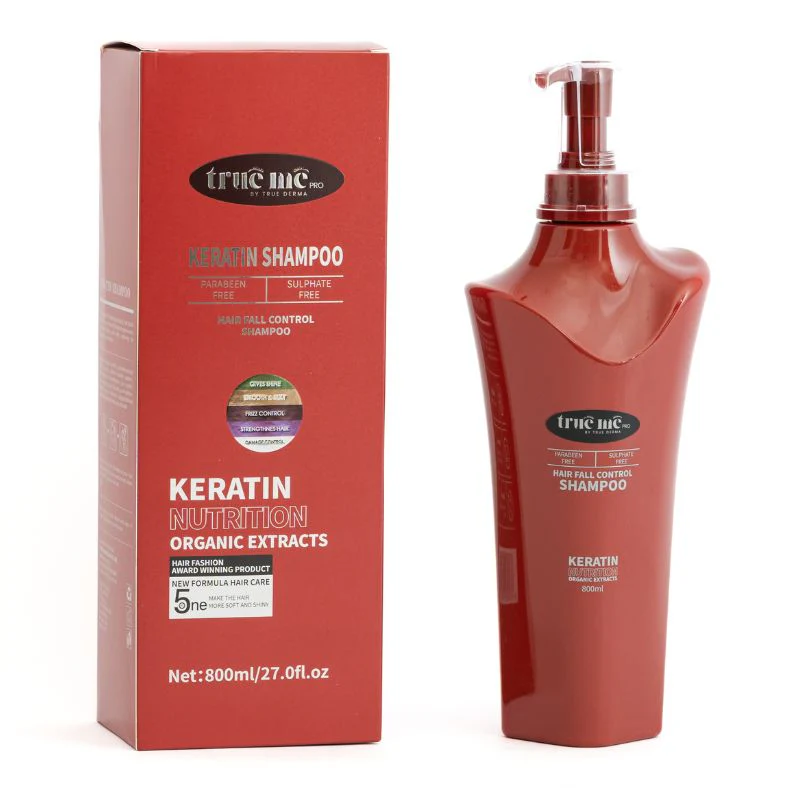 true me PRO
BY TRUE DERMA
KERATIN SHAMPOO
PARABEEN FREE
SULPHATE FREE
HAIR FALL CONTROL
SHAMPOO
GIVES SHINE
SMOOTH & SILKY
FRIZZ CONTROL
STRENGTHNES HAIR
DAMAGE CONTROL
KERATIN
NUTRITION
ORGANIC EXTRACTS
HAIR FASHION
AWARD WINNING PRODUCT
NEW FORMULA HAIR CARE
5one MAKE THE HAIR
MORE SOFT AND SHINY
Net:800ml/27.0fl.oz
true me PRO
BY TRUE DERMA
PARABEEN FREE
SULPHATE FREE
HAIR FALL CONTROL
SHAMPOO
KERATIN
NUTRITION
ORGANIC EXTRACTS
800ml